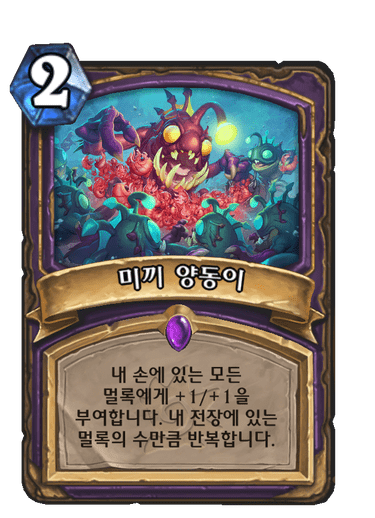 2
미끼 양동이
내 손에 있는 모든
멀록에게 +1/+1을
부여합니다. 내 전장에 있는
멀록의 수만큼 반복합니다.